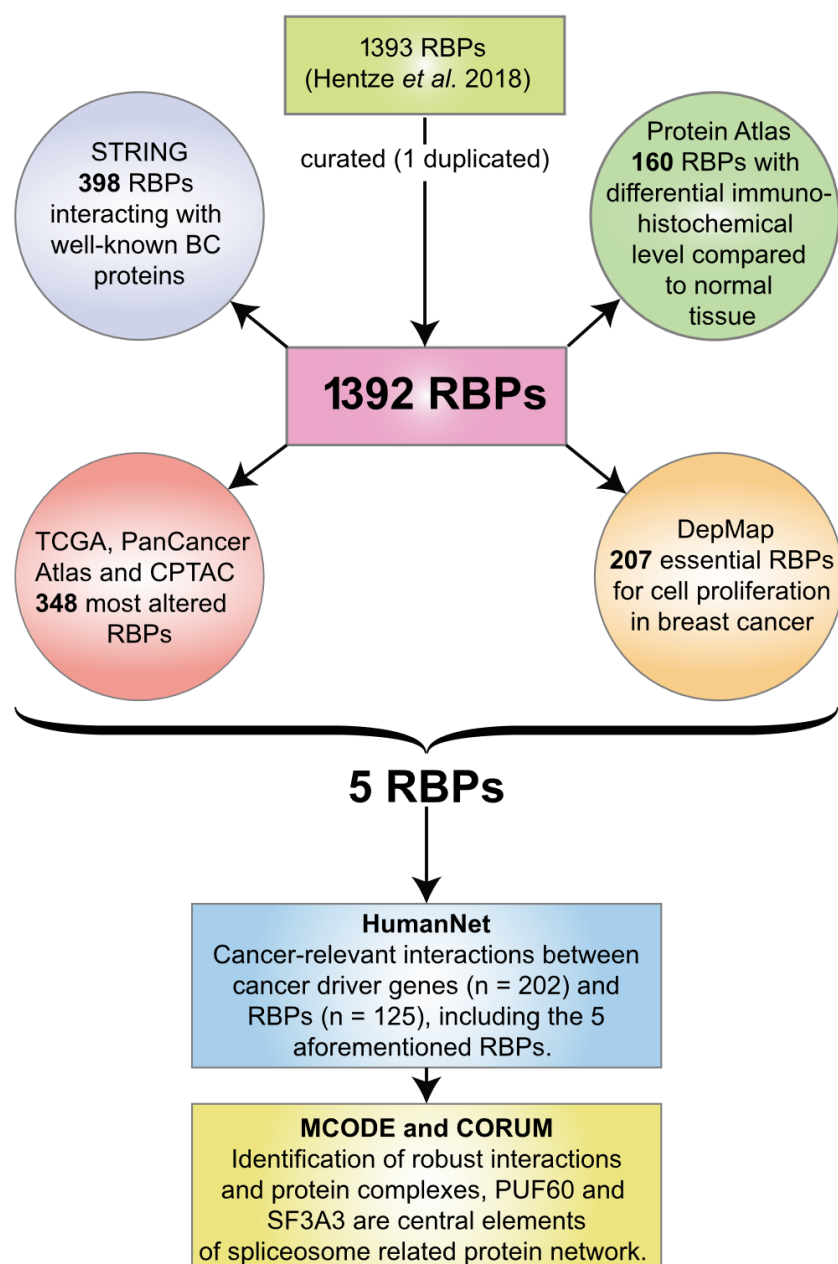 1393 RBPs
(Hentze et al. 2018)
curated (1 duplicated)
STRING
398 RBPs
interacting with
well-known BC
proteins
Protein Atlas
160 RBPs with
differential immuno-
histochemical
level compared
to normal
tissue
1392 RBPs
TCGA, PanCancer
Atlas and CPTAC
348 most altered
RBPs
DepMap
207 essential RBPs
for cell proliferation
in breast cancer
5 RBPs
HumanNet
Cancer-relevant interactions between
cancer driver genes (n = 202) and
RBPs (n = 125), including the 5
aforementioned RBPs.
MCODE and CORUM
Identification of robust interactions
and protein complexes, PUF60 and
SF3A3 are central elements
of spliceosome related protein network.